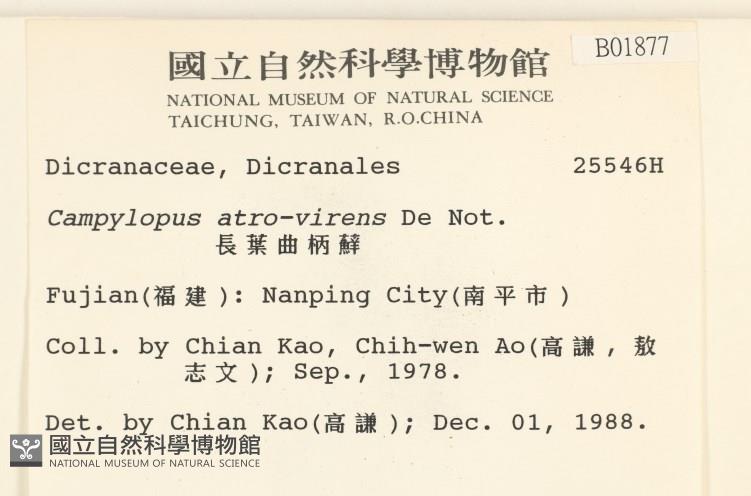 國立自然科學博物館
B01877
NATIONAL MUSEUM OF NATURAL SCIENCE
TAICHUNG, TAIWAN, R.O.CHINA
Dicranaceae, Dicranales 25546H
Campylopus atro-virens De Not.
長葉曲柄蘚
Fujian(福建): Nanping City(南平市)
Coll. by Chian Kao, Chih-wen Ao(高謙, 敖
志文); Sep., 1978.
Det. by Chian Kao(高謙); Dec. 01, 1988.
國立自然科學博物館
NATIONAL MUSEUM OF NATURAL SCIENCE